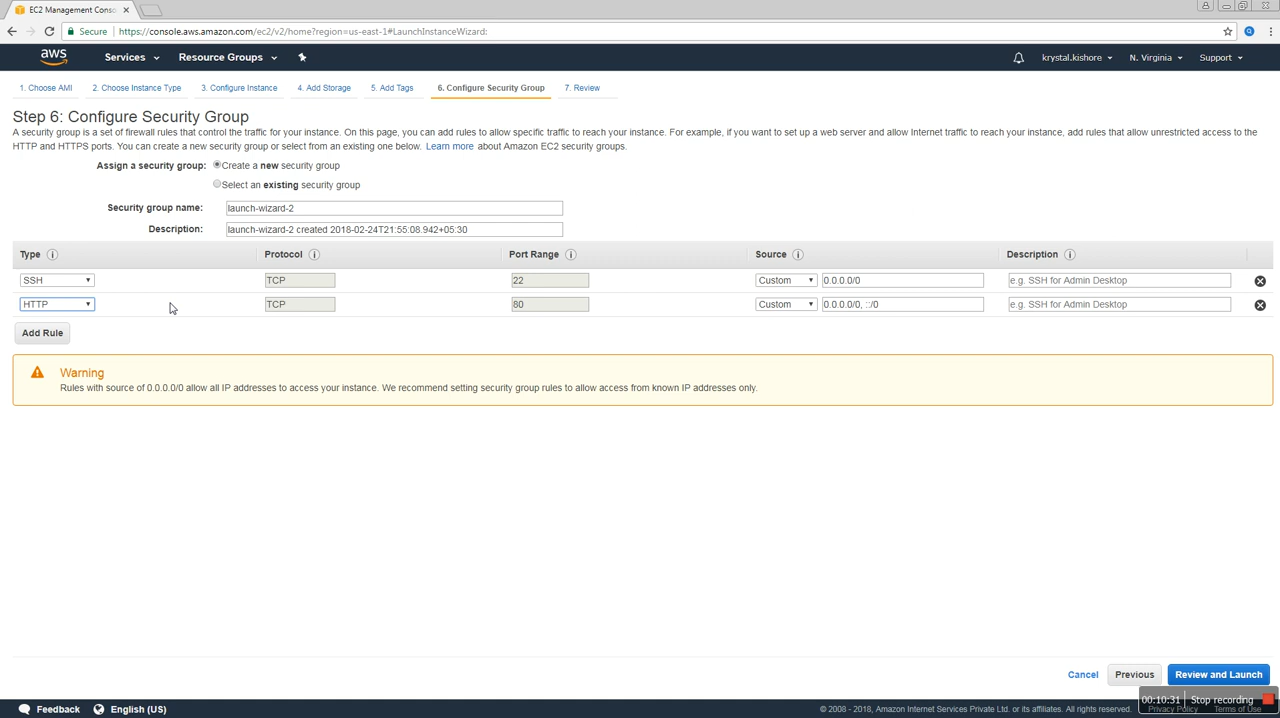 EC2 Management Conso
Secure https://console.aws.amazon.com/ec2/v2/home?region=us-east-1#LaunchInstanceWizard:
aws Services Resource Groups krystal.kishore N. Virginia Support
1. Choose AMI 2. Choose Instance Type 3. Configure Instance 4. Add Storage 5. Add Tags 6. Configure Security Group 7. Review
Step 6: Configure Security Group
A security group is a set of firewall rules that control the traffic for your instance. On this page, you can add rules to allow specific traffic to reach your instance. For example, if you want to set up a web server and allow Internet traffic to reach your instance, add rules that allow unrestricted access to the
HTTP and HTTPS ports. You can create a new security group or select from an existing one below. Learn more about Amazon EC2 security groups.
Assign a security group: Create a new security group
Select an existing security group
Security group name: launch-wizard-2
Description: launch-wizard-2 created 2018-02-24T21:55:08.942+05:30
Type Protocol Port Range Source Description
SSH TCP 22 Custom 0.0.0.0/0 e.g. SSH for Admin Desktop
HTTP TCP 80 Custom 0.0.0.0/0, ::/0 e.g. SSH for Admin Desktop
Add Rule
Warning
Rules with source of 0.0.0.0/0 allow all IP addresses to access your instance. We recommend setting security group rules to allow access from known IP addresses only.
Cancel Previous Review and Launch
00:10:31 Stop recording
Feedback English (US) © 2008 - 2018, Amazon Internet Services Private Ltd. or its affiliates. All rights reserved. Privacy Policy Terms of Use